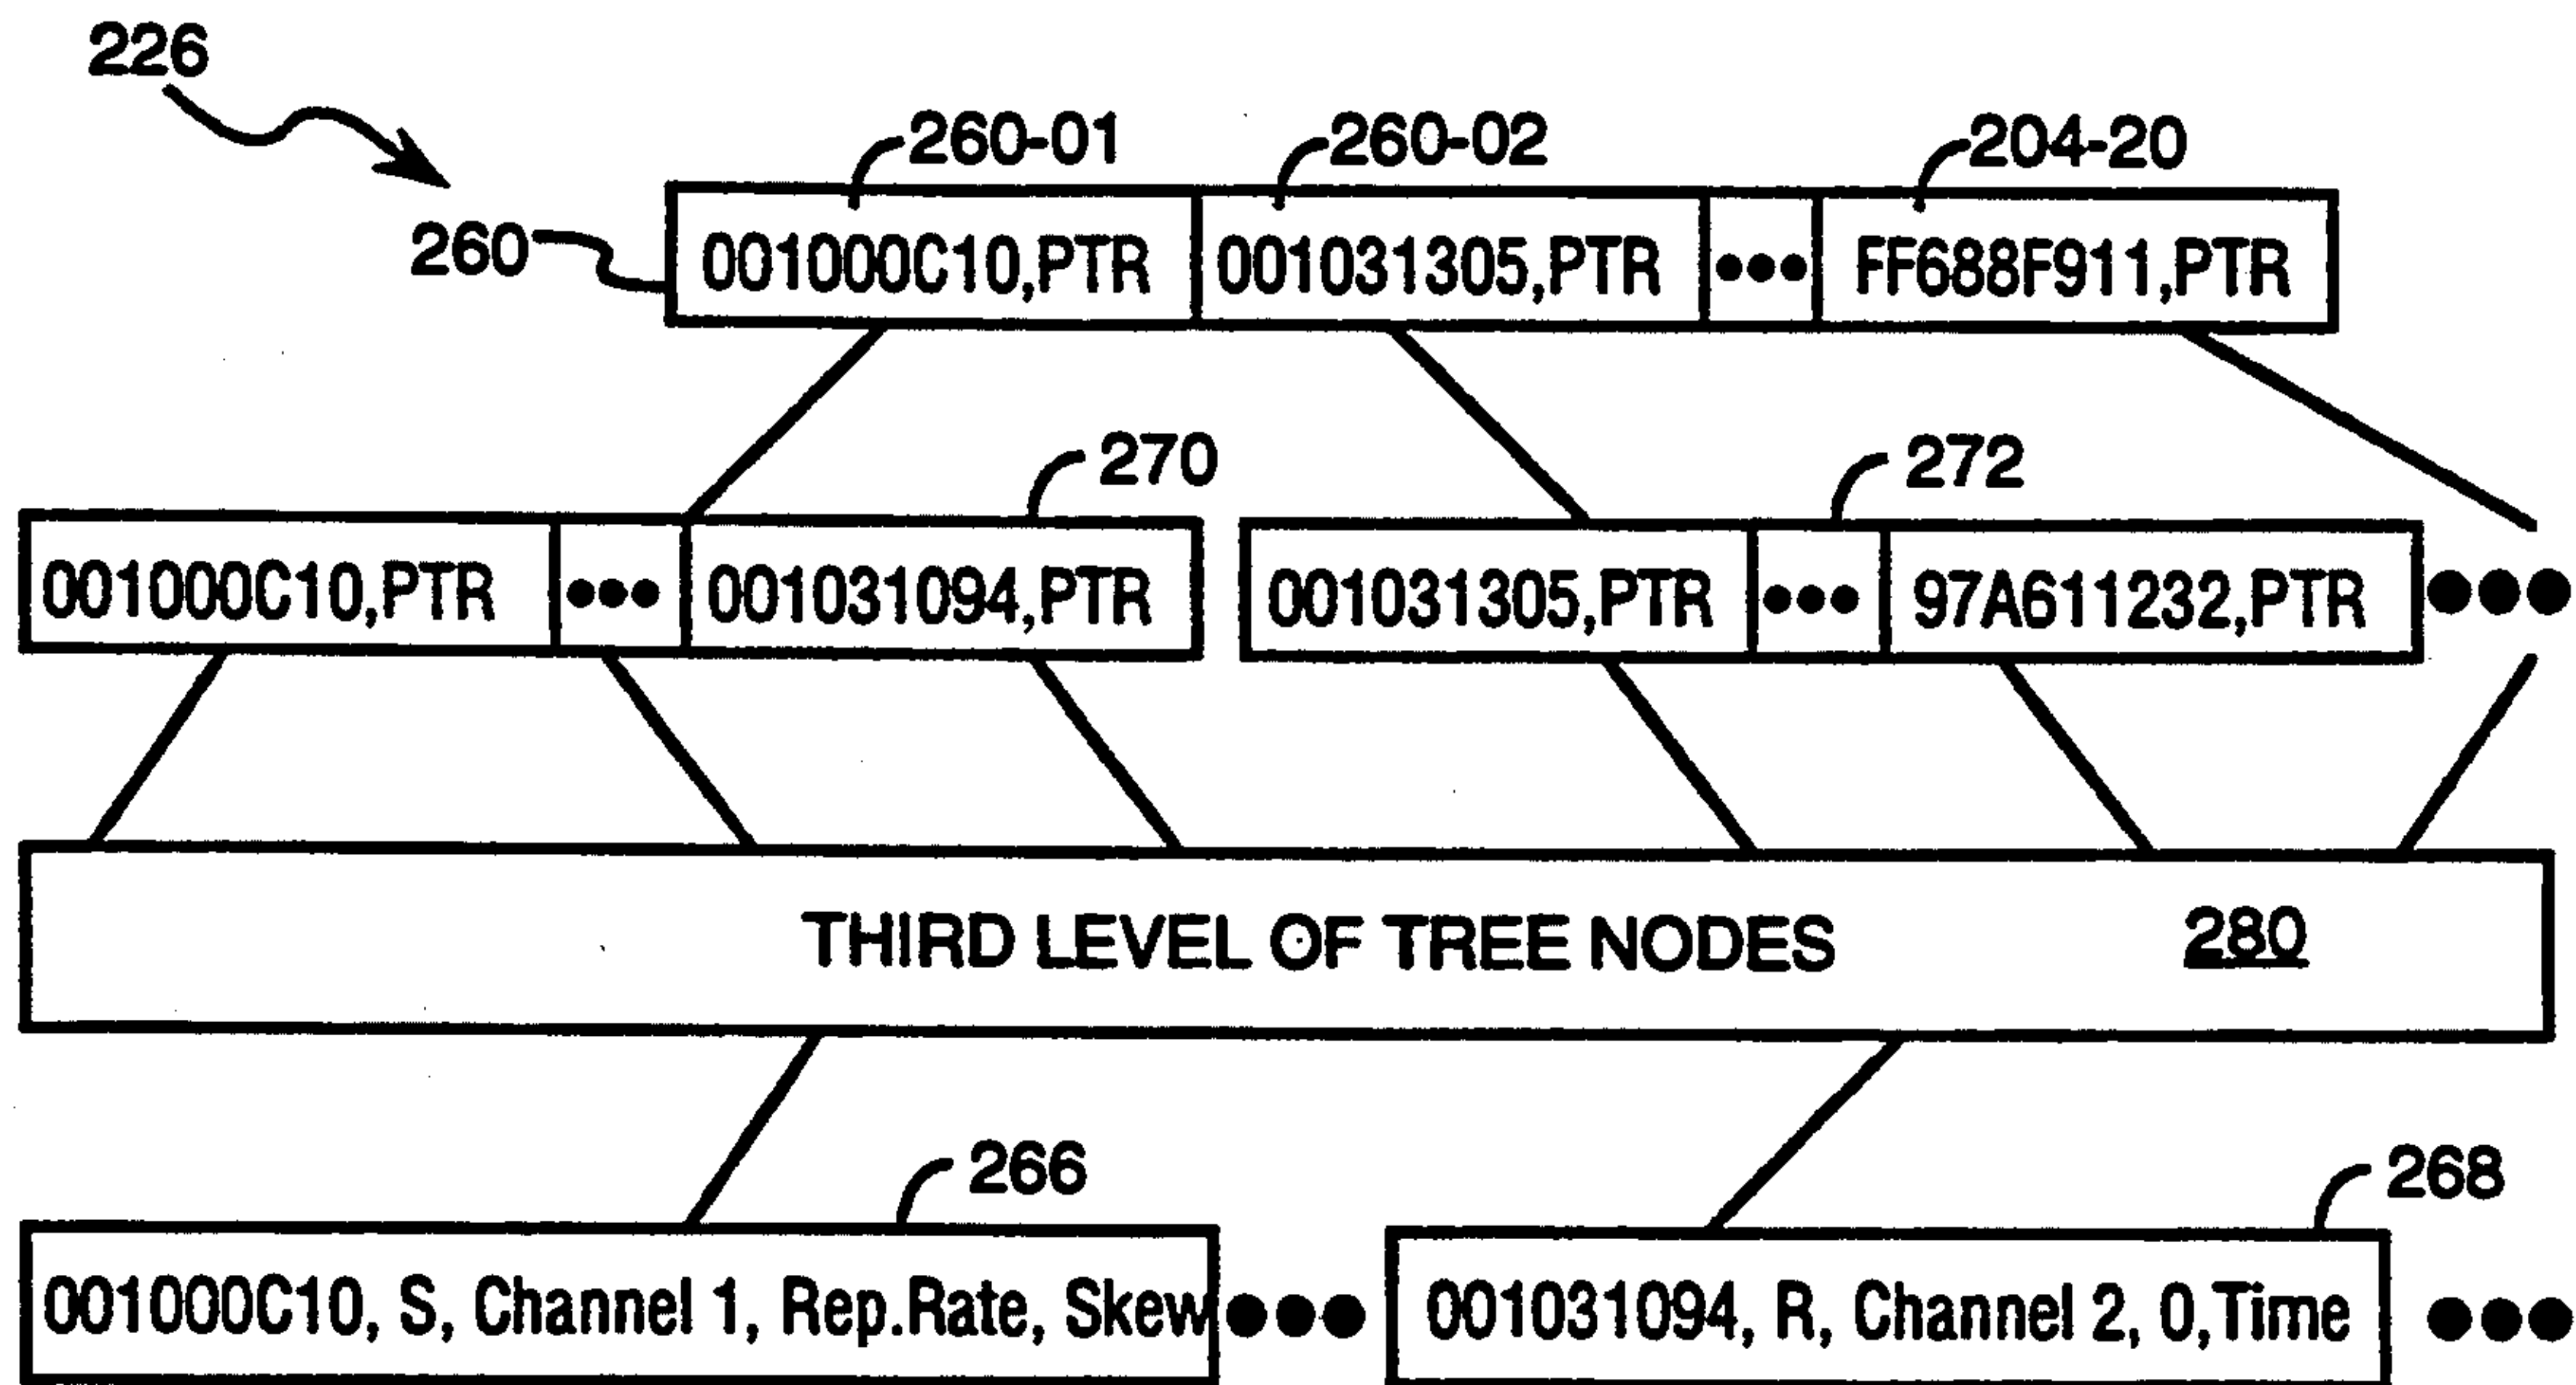 226
260-01 260-02 204-20
260
001000C10,PTR 001031305,PTR ••• FF688F911,PTR
270 272
001000C10,PTR ••• 001031094,PTR 001031305,PTR ••• 97A611232,PTR •••
THIRD LEVEL OF TREE NODES 280
266 268
001000C10, S, Channel 1, Rep.Rate, Skew ••• 001031094, R, Channel 2, 0,Time •••